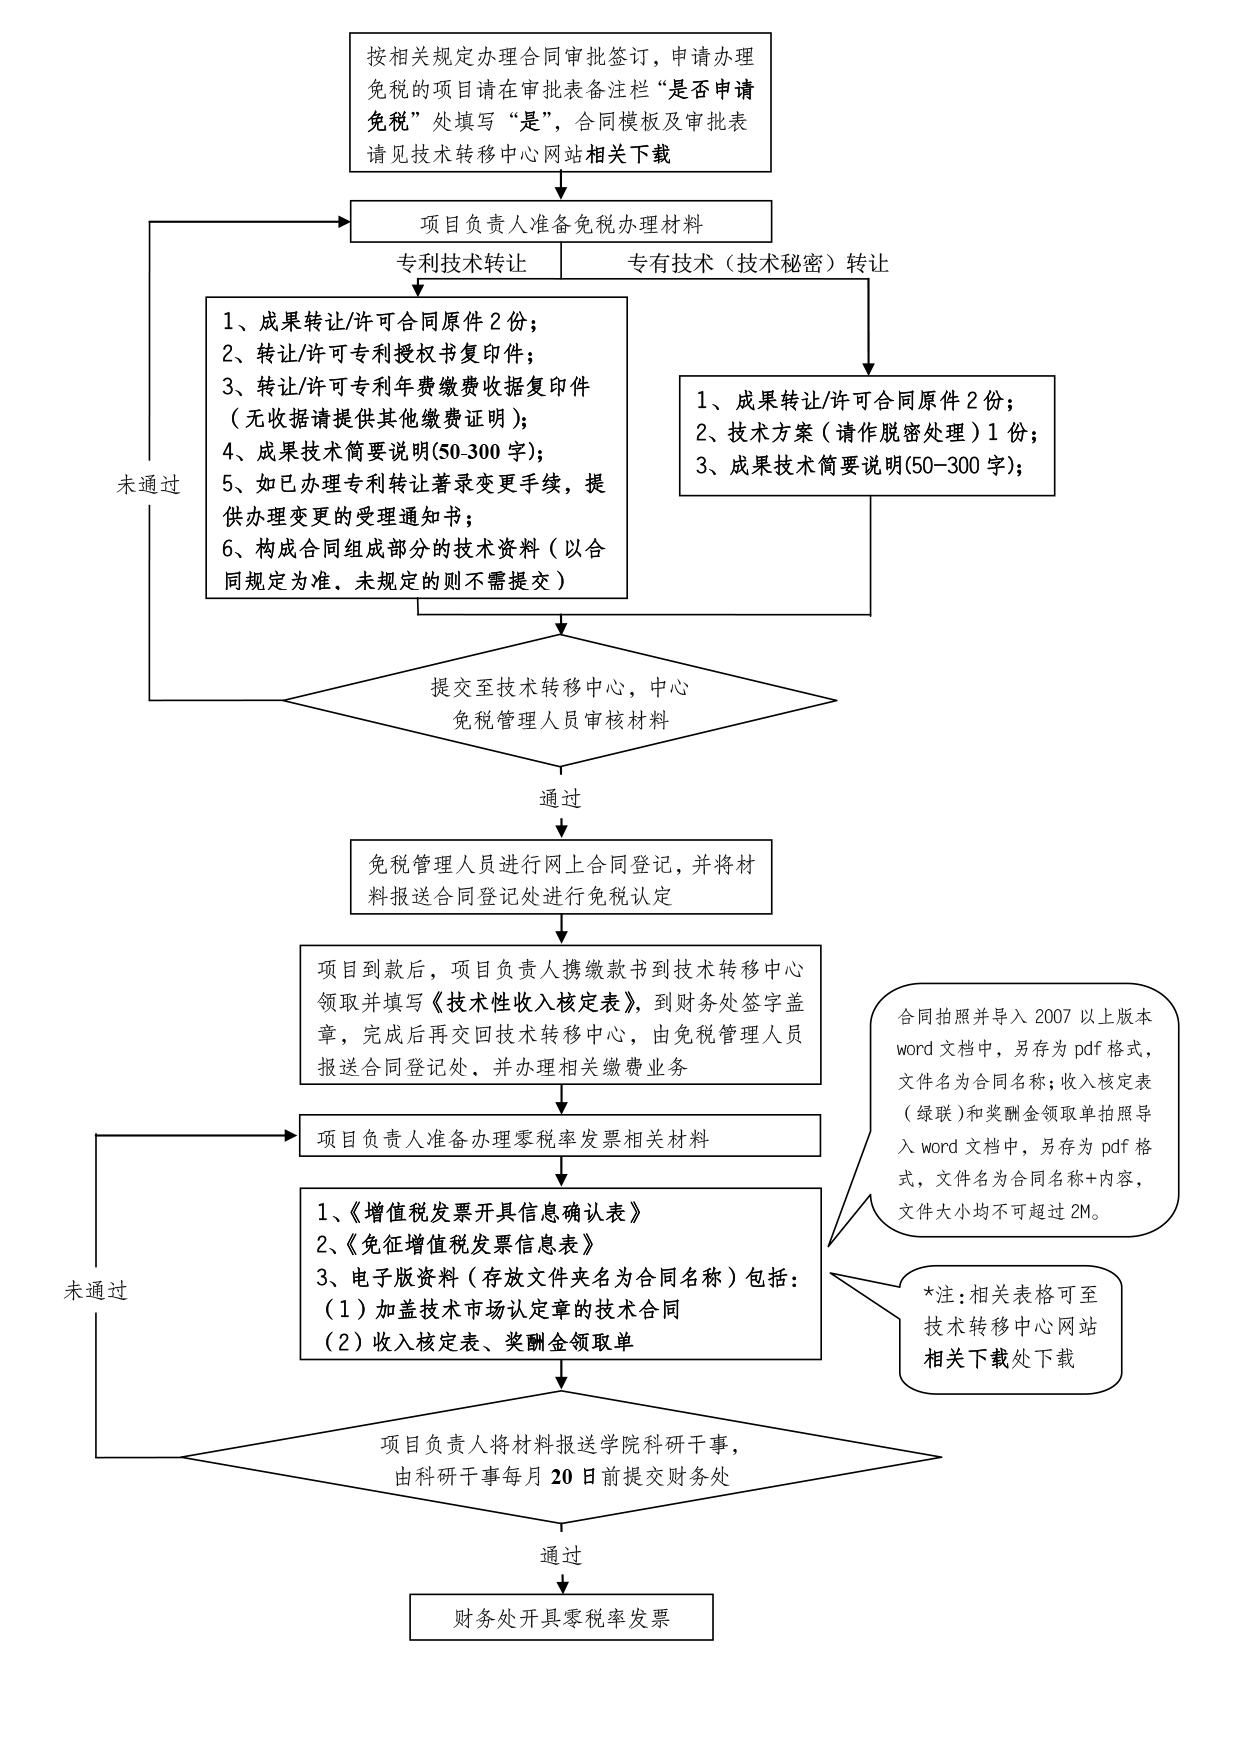 按相关规定办理合同审批签订，申请办理
免税的项目请在审批表备注栏“是否申请
免税”处填写“是”，合同模板及审批表
请见技术转移中心网站相关下载
项目负责人准备免税办理材料
专利技术转让
专有技术（技术秘密）转让
1、成果转让/许可合同原件 2 份；
2、转让/许可专利授权书复印件；
3、转让/许可专利年费缴费收据复印件
（无收据请提供其他缴费证明）；
4、成果技术简要说明(50-300 字)；
5、如已办理专利转让著录变更手续，提
供办理变更的受理通知书；
6、构成合同组成部分的技术资料（以合
同规定为准，未规定的则不需提交）
1、成果转让/许可合同原件 2 份；
2、技术方案（请作脱密处理）1 份；
3、成果技术简要说明(50-300 字)；
未通过
提交至技术转移中心，中心
免税管理人员审核材料
通过
免税管理人员进行网上合同登记，并将材
料报送合同登记处进行免税认定
项目到款后，项目负责人携缴款书到技术转移中心
领取并填写《技术性收入核定表》，到财务处签字盖
章，完成后再交回技术转移中心，由免税管理人员
报送合同登记处，并办理相关缴费业务
项目负责人准备办理零税率发票相关材料
合同拍照并导入 2007 以上版本
word 文档中，另存为 pdf 格式，
文件名为合同名称；收入核定表
（绿联）和奖酬金领取单拍照导
入 word 文档中，另存为 pdf 格
式，文件名为合同名称+内容，
文件大小均不可超过 2M。
1、《增值税发票开具信息确认表》
2、《免征增值税发票信息表》
3、电子版资料（存放文件夹名为合同名称）包括：
（1）加盖技术市场认定章的技术合同
（2）收入核定表、奖酬金领取单
*注：相关表格可至
技术转移中心网站
相关下载处下载
未通过
项目负责人将材料报送学院科研干事，
由科研干事每月 20 日前提交财务处
通过
财务处开具零税率发票